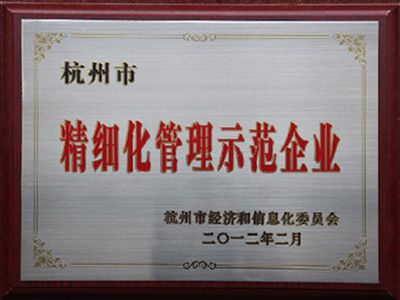 杭州市
精细化管理示范企业
杭州市经济和信息化委员会
二〇一二年二月